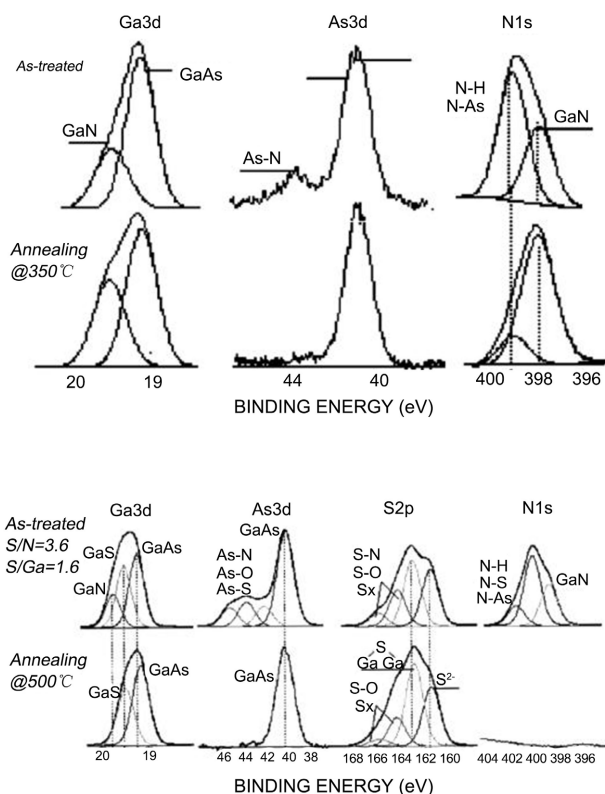 Ga3d As3d N1s
As-treated
GaAs
GaN
As-N
N-H
N-As
GaN
Annealing
@350℃
20 19 44 40 400 398 396
BINDING ENERGY (eV)
Ga3d As3d S2p N1s
As-treated
S/N=3.6
S/Ga=1.6
GaS
GaN
GaAs
GaAs
As-N
As-O
As-S
S-N
S-O
Sx
N-H
N-S
N-As
GaN
Annealing
@500℃
GaS
GaAs
GaAs
S
Ga Ga
S-O
Sx
S²⁻
20 19 46 44 42 40 38 168 166 164 162 160 404 402 400 398 396
BINDING ENERGY (eV)